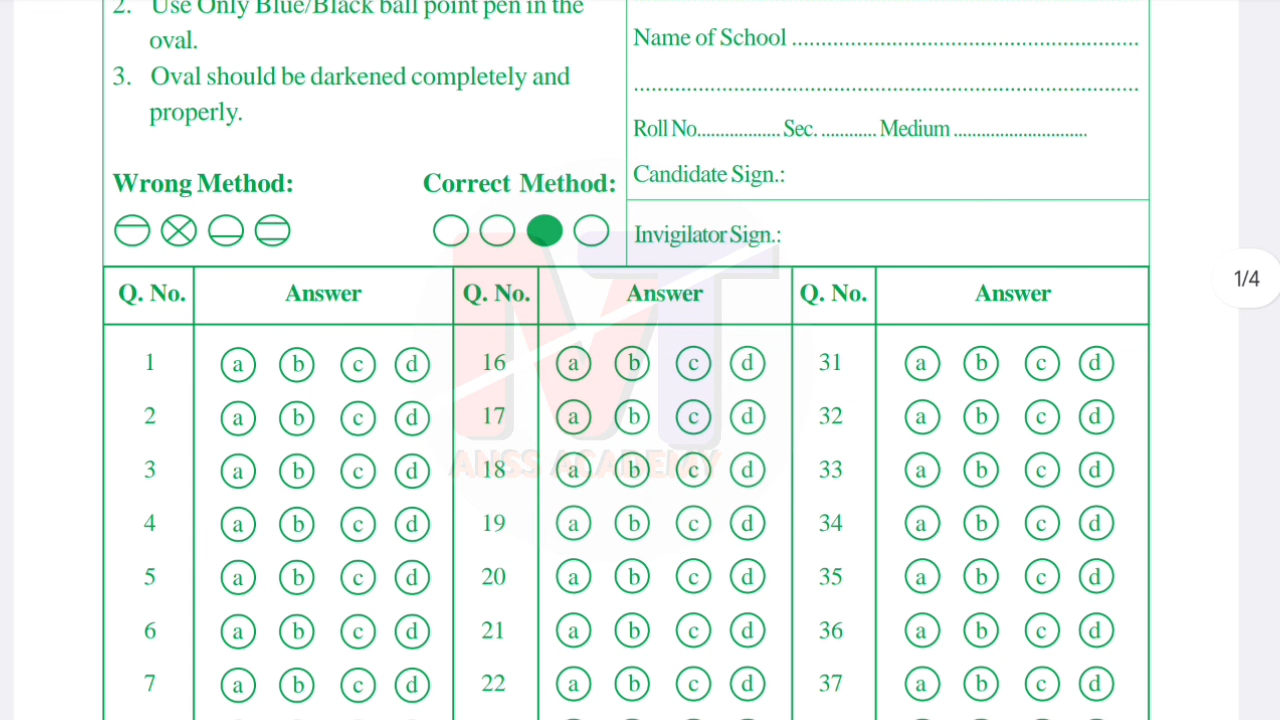 2. Use Only Blue/Black ball point pen in the
oval.
3. Oval should be darkened completely and
properly.
Wrong Method:
Correct Method:
Name of School ............................................................
........................................................................................
Roll No.................. Sec. ............ Medium .............................
Candidate Sign.:
Invigilator Sign.:
1/4
Q. No. Answer Q. No. Answer Q. No. Answer
1 a b c d 16 a b c d 31 a b c d
2 a b c d 17 a b c d 32 a b c d
3 a b c d 18 a b c d 33 a b c d
4 a b c d 19 a b c d 34 a b c d
5 a b c d 20 a b c d 35 a b c d
6 a b c d 21 a b c d 36 a b c d
7 a b c d 22 a b c d 37 a b c d
ANSS ACADEMY